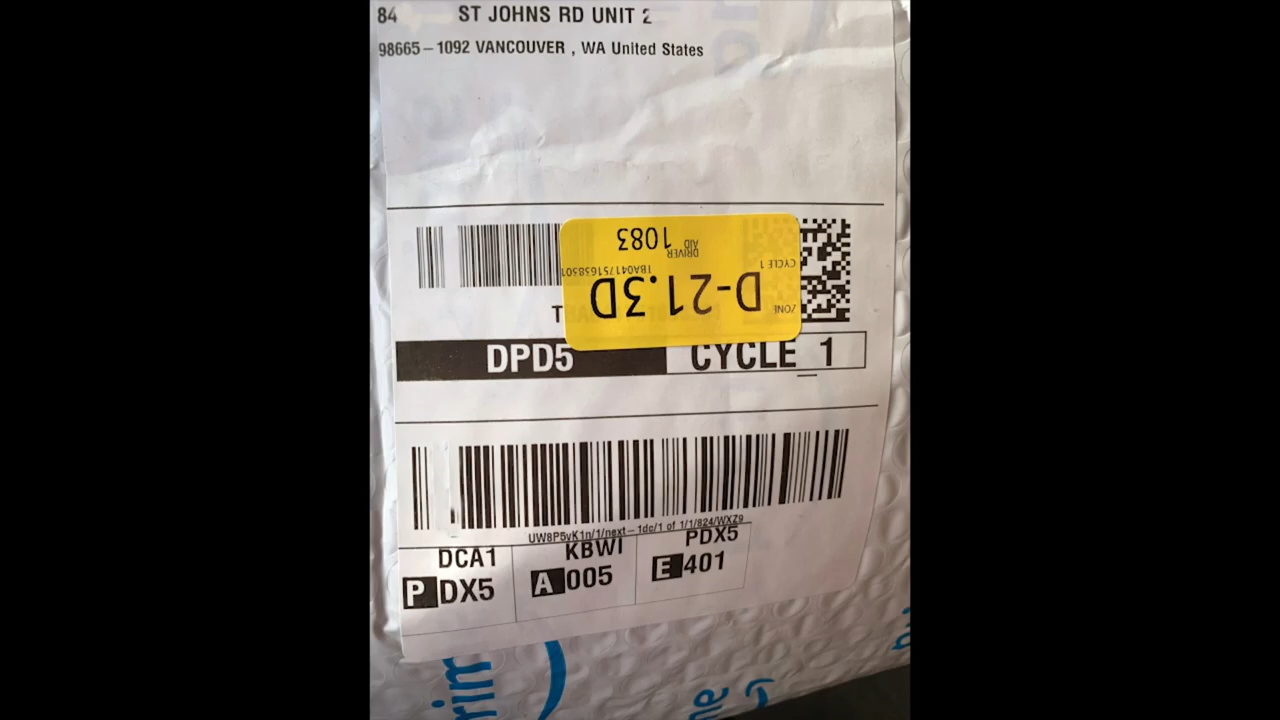 84 ST JOHNS RD UNIT 2
98665-1092 VANCOUVER , WA United States
DRIVER AID
1083
TBA041751638501
CYCLE 1
ZONE
D-21.3D
T
DPD5 CYCLE 1
UW8P5vK1n/1/next-1dc/1 of 1/1/824/WXZ9
DCA1 KBWI PDX5
P DX5 A 005 E 401